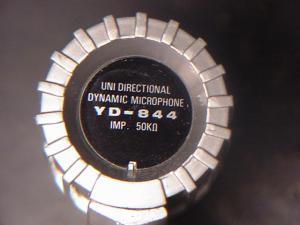 UNI DIRECTIONAL
DYNAMIC MICROPHONE
YD-844
IMP. 50KΩ